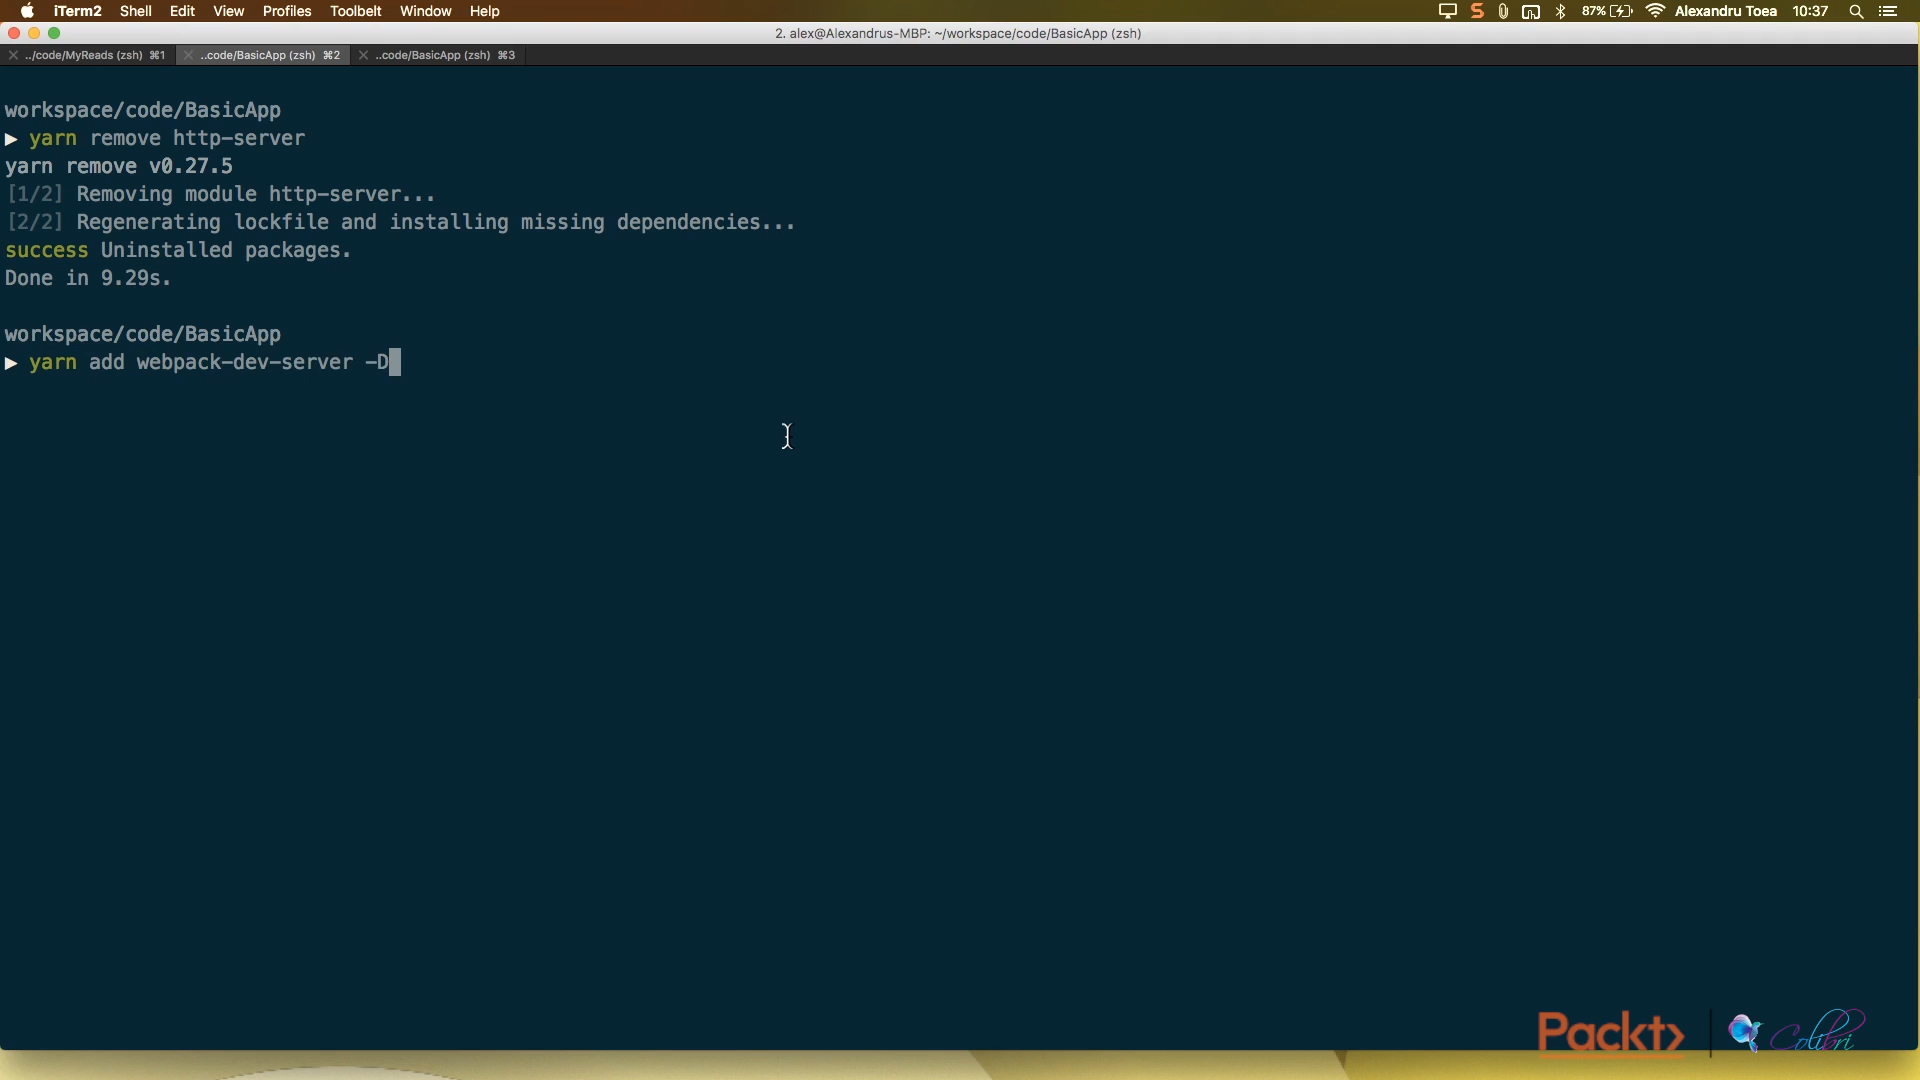 iTerm2 Shell Edit View Profiles Toolbelt Window Help 87% Alexandru Toea 10:37
2. alex@Alexandrus-MBP: ~/workspace/code/BasicApp (zsh)
../code/MyReads (zsh) ⌘1 ..code/BasicApp (zsh) ⌘2 ..code/BasicApp (zsh) ⌘3
workspace/code/BasicApp
▶ yarn remove http-server
yarn remove v0.27.5
[1/2] Removing module http-server...
[2/2] Regenerating lockfile and installing missing dependencies...
success Uninstalled packages.
Done in 9.29s.
workspace/code/BasicApp
▶ yarn add webpack-dev-server -D
Packt> | Colibri